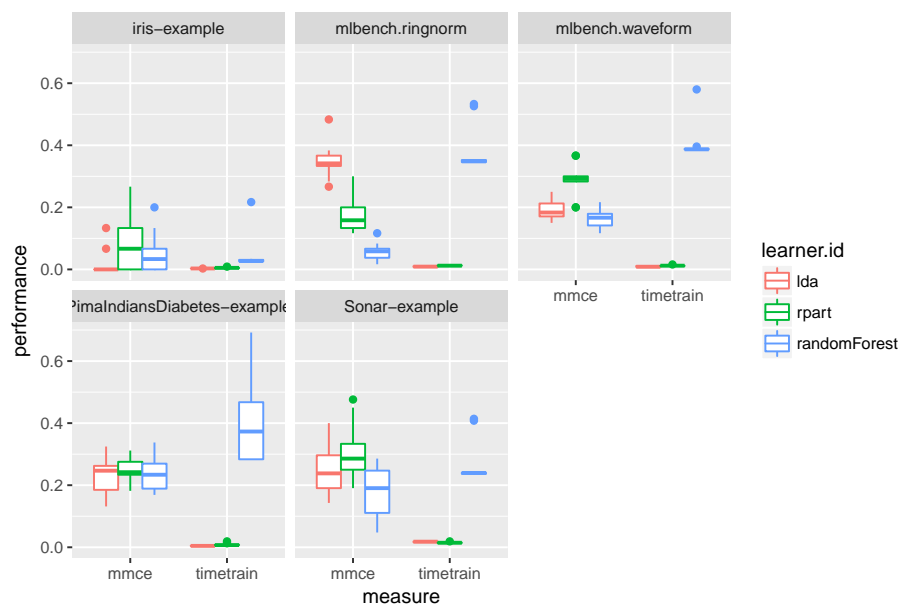 iris−example
mlbench.ringnorm
mlbench.waveform
0.6
0.4
0.2
0.0
mmce
timetrain
PimaIndiansDiabetes−example
Sonar−example
0.6
0.4
0.2
0.0
mmce
timetrain
mmce
timetrain
measure
performance
learner.id
lda
rpart
randomForest